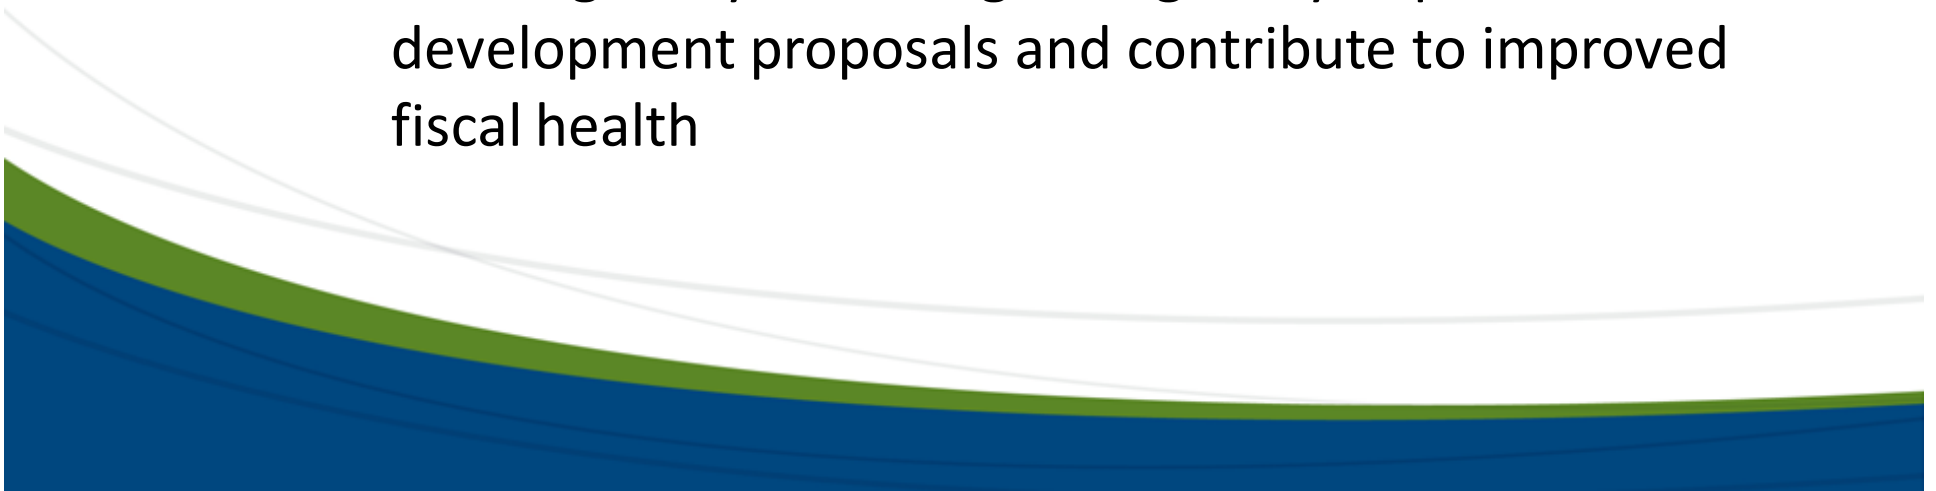 development proposals and contribute to improved
fiscal health